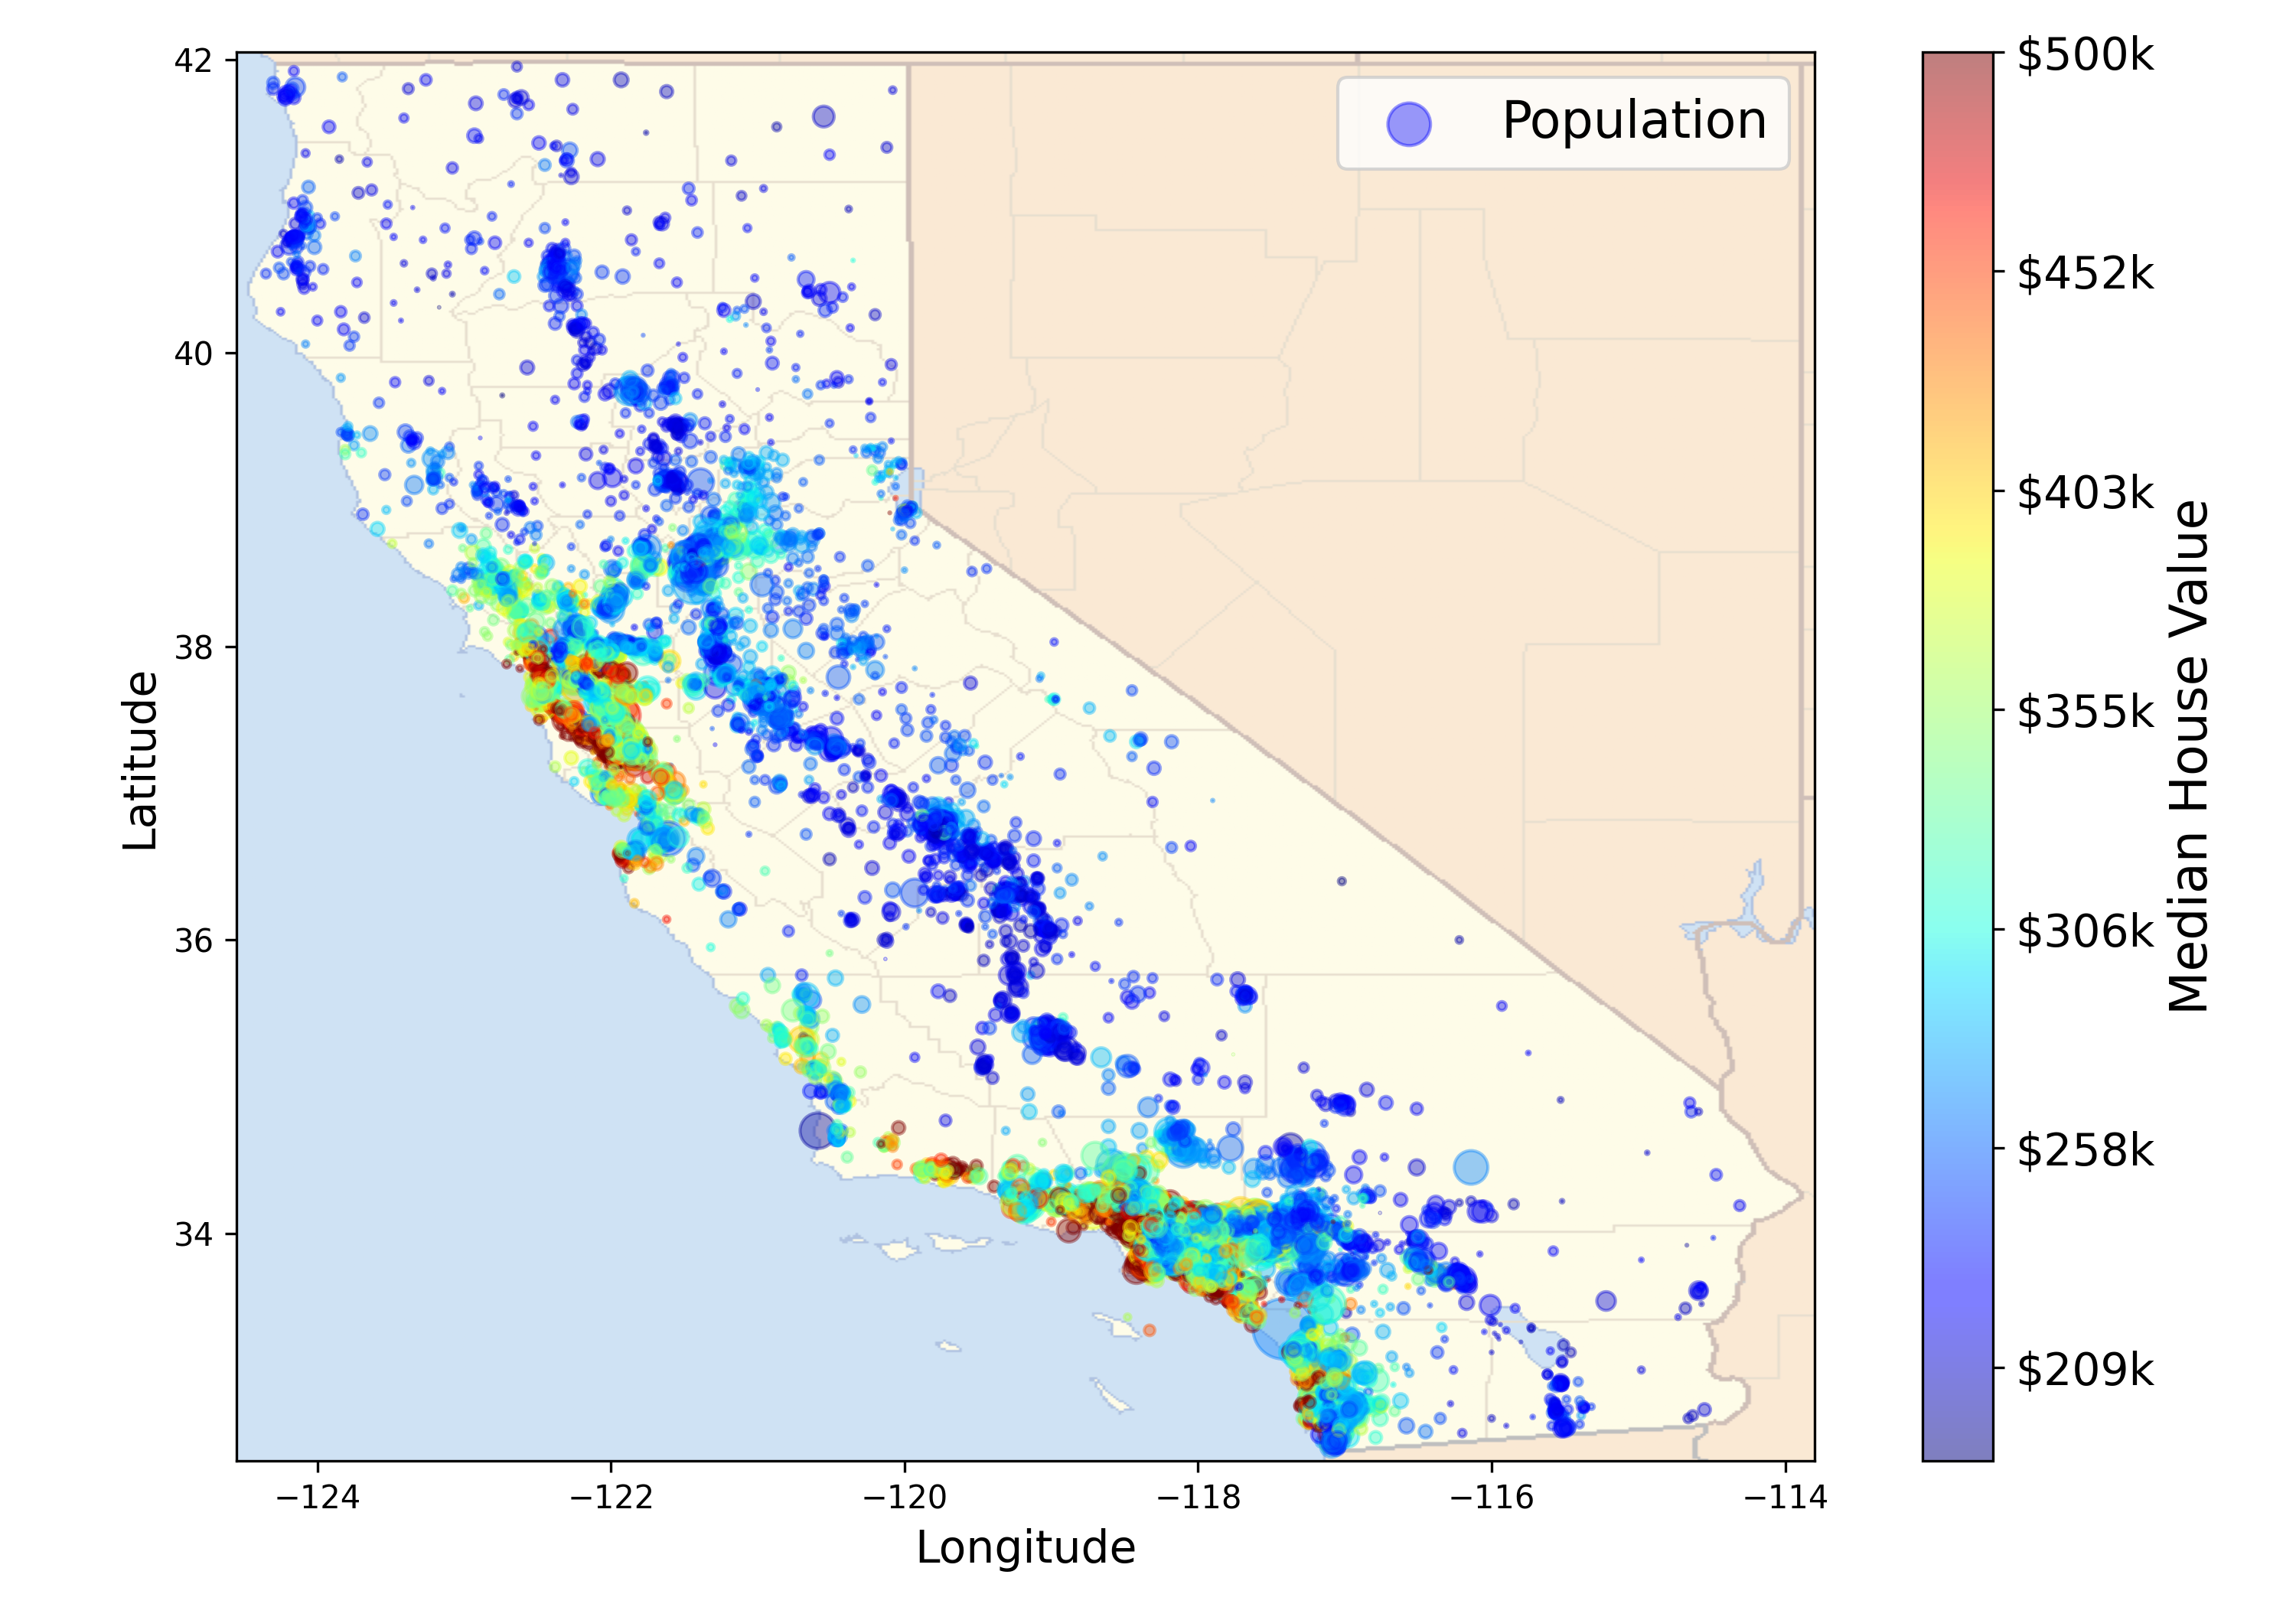 42
40
38
36
34
Latitude
−124
−122
−120
−118
−116
−114
Longitude
Population
$500k
$452k
$403k
$355k
$306k
$258k
$209k
Median House Value